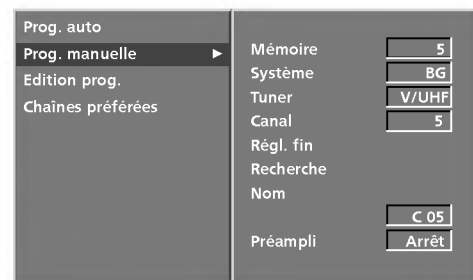 Prog. auto
Prog. manuelle ►
Edition prog.
Chaînes préférées
Mémoire 5
Système BG
Tuner V/UHF
Canal 5
Régl. fin
Recherche
Nom
C 05
Préampli Arrêt